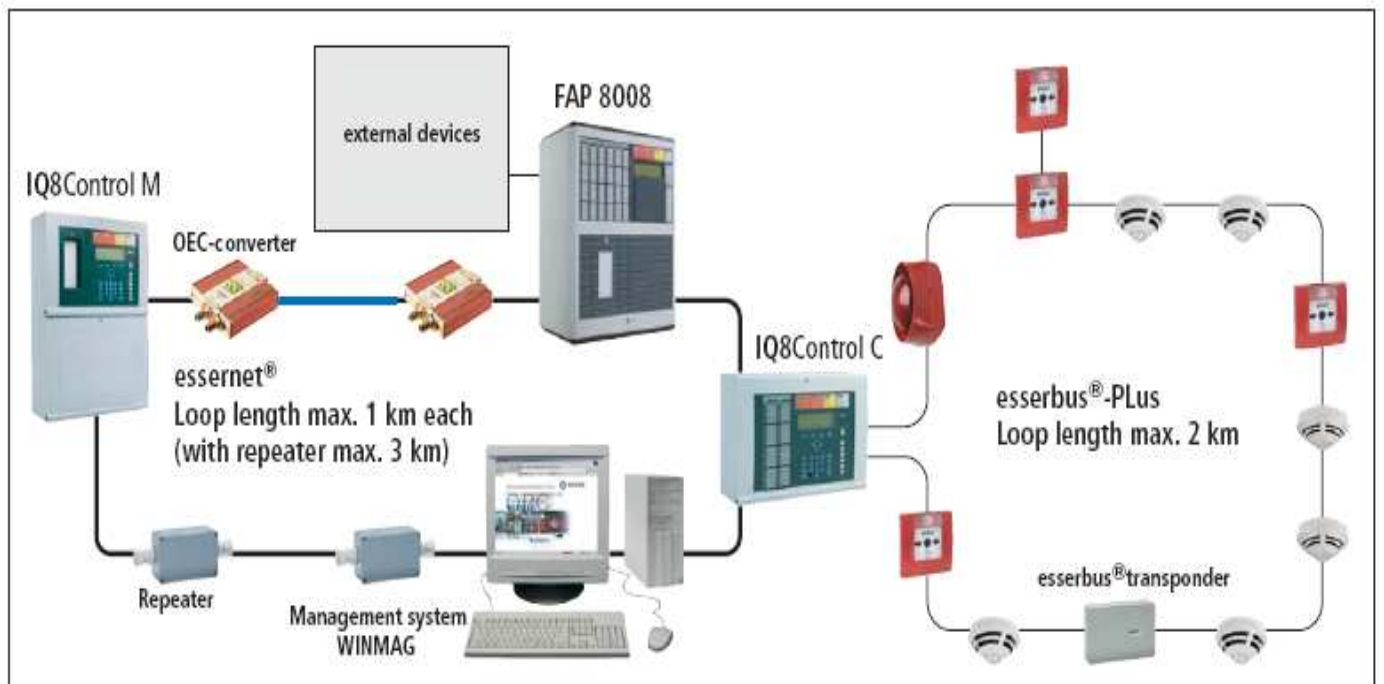 external devices
FAP 8008
IQ8Control M
OEC-converter
essernet®
Loop length max. 1 km each
(with repeater max. 3 km)
IQ8Control C
esserbus®-PLus
Loop length max. 2 km
Repeater
Management system
WINMAG
esserbus®transponder